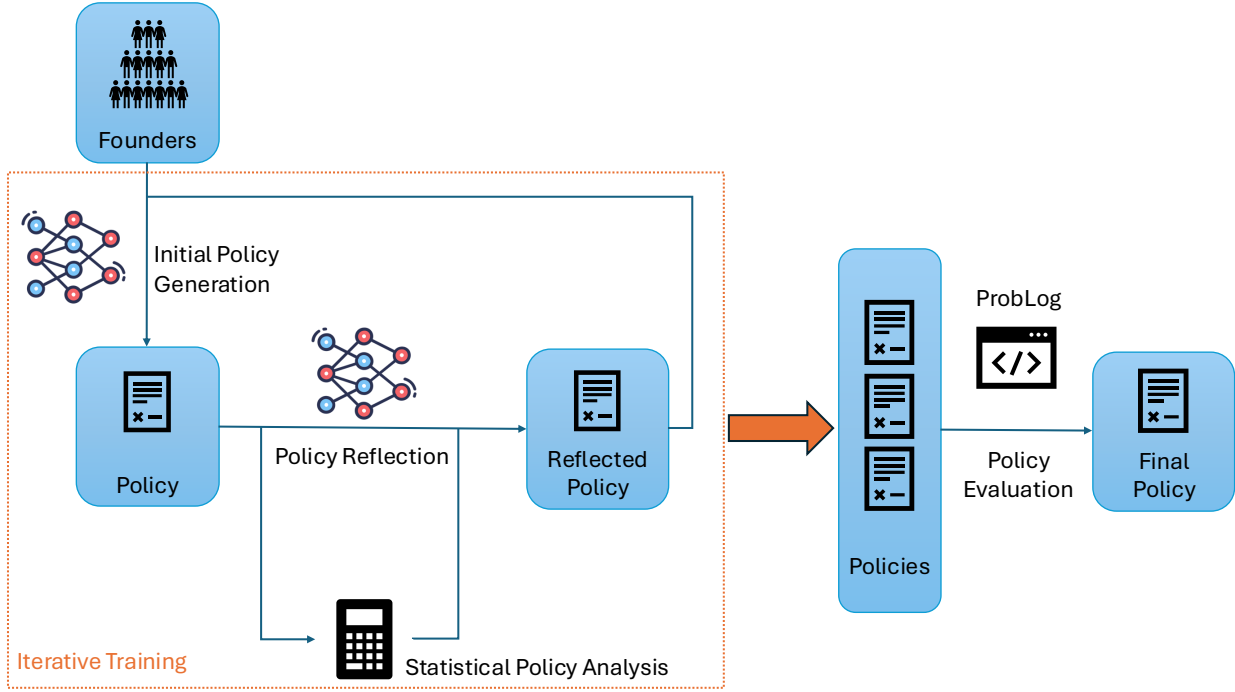 Founders
Initial Policy
Generation
Policy
Policy Reflection
Reflected
Policy
Statistical Policy Analysis
Iterative Training
Policies
ProbLog
</>
Policy
Evaluation
Final
Policy